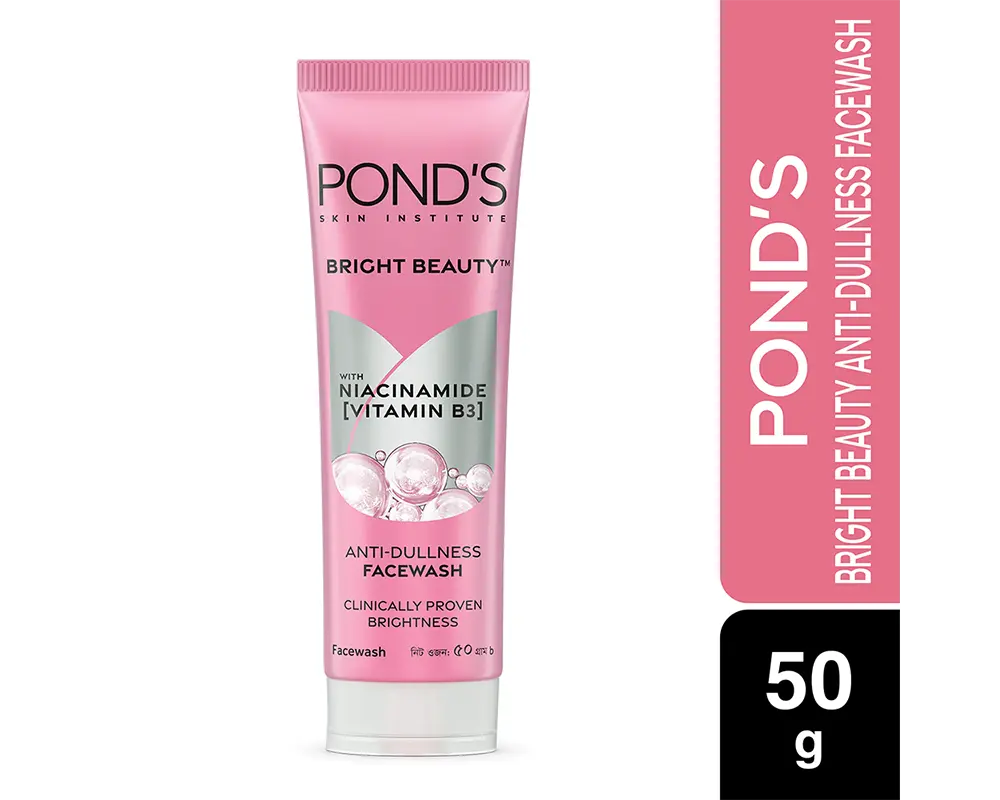 POND'S
SKIN INSTITUTE
BRIGHT BEAUTY™
WITH
NIACINAMIDE
[VITAMIN B3]
ANTI-DULLNESS
FACEWASH
CLINICALLY PROVEN
BRIGHTNESS
Facewash নিট ওজন: ৫০ গ্রাম b
POND'S
BRIGHT BEAUTY ANTI-DULLNESS FACEWASH
50
g